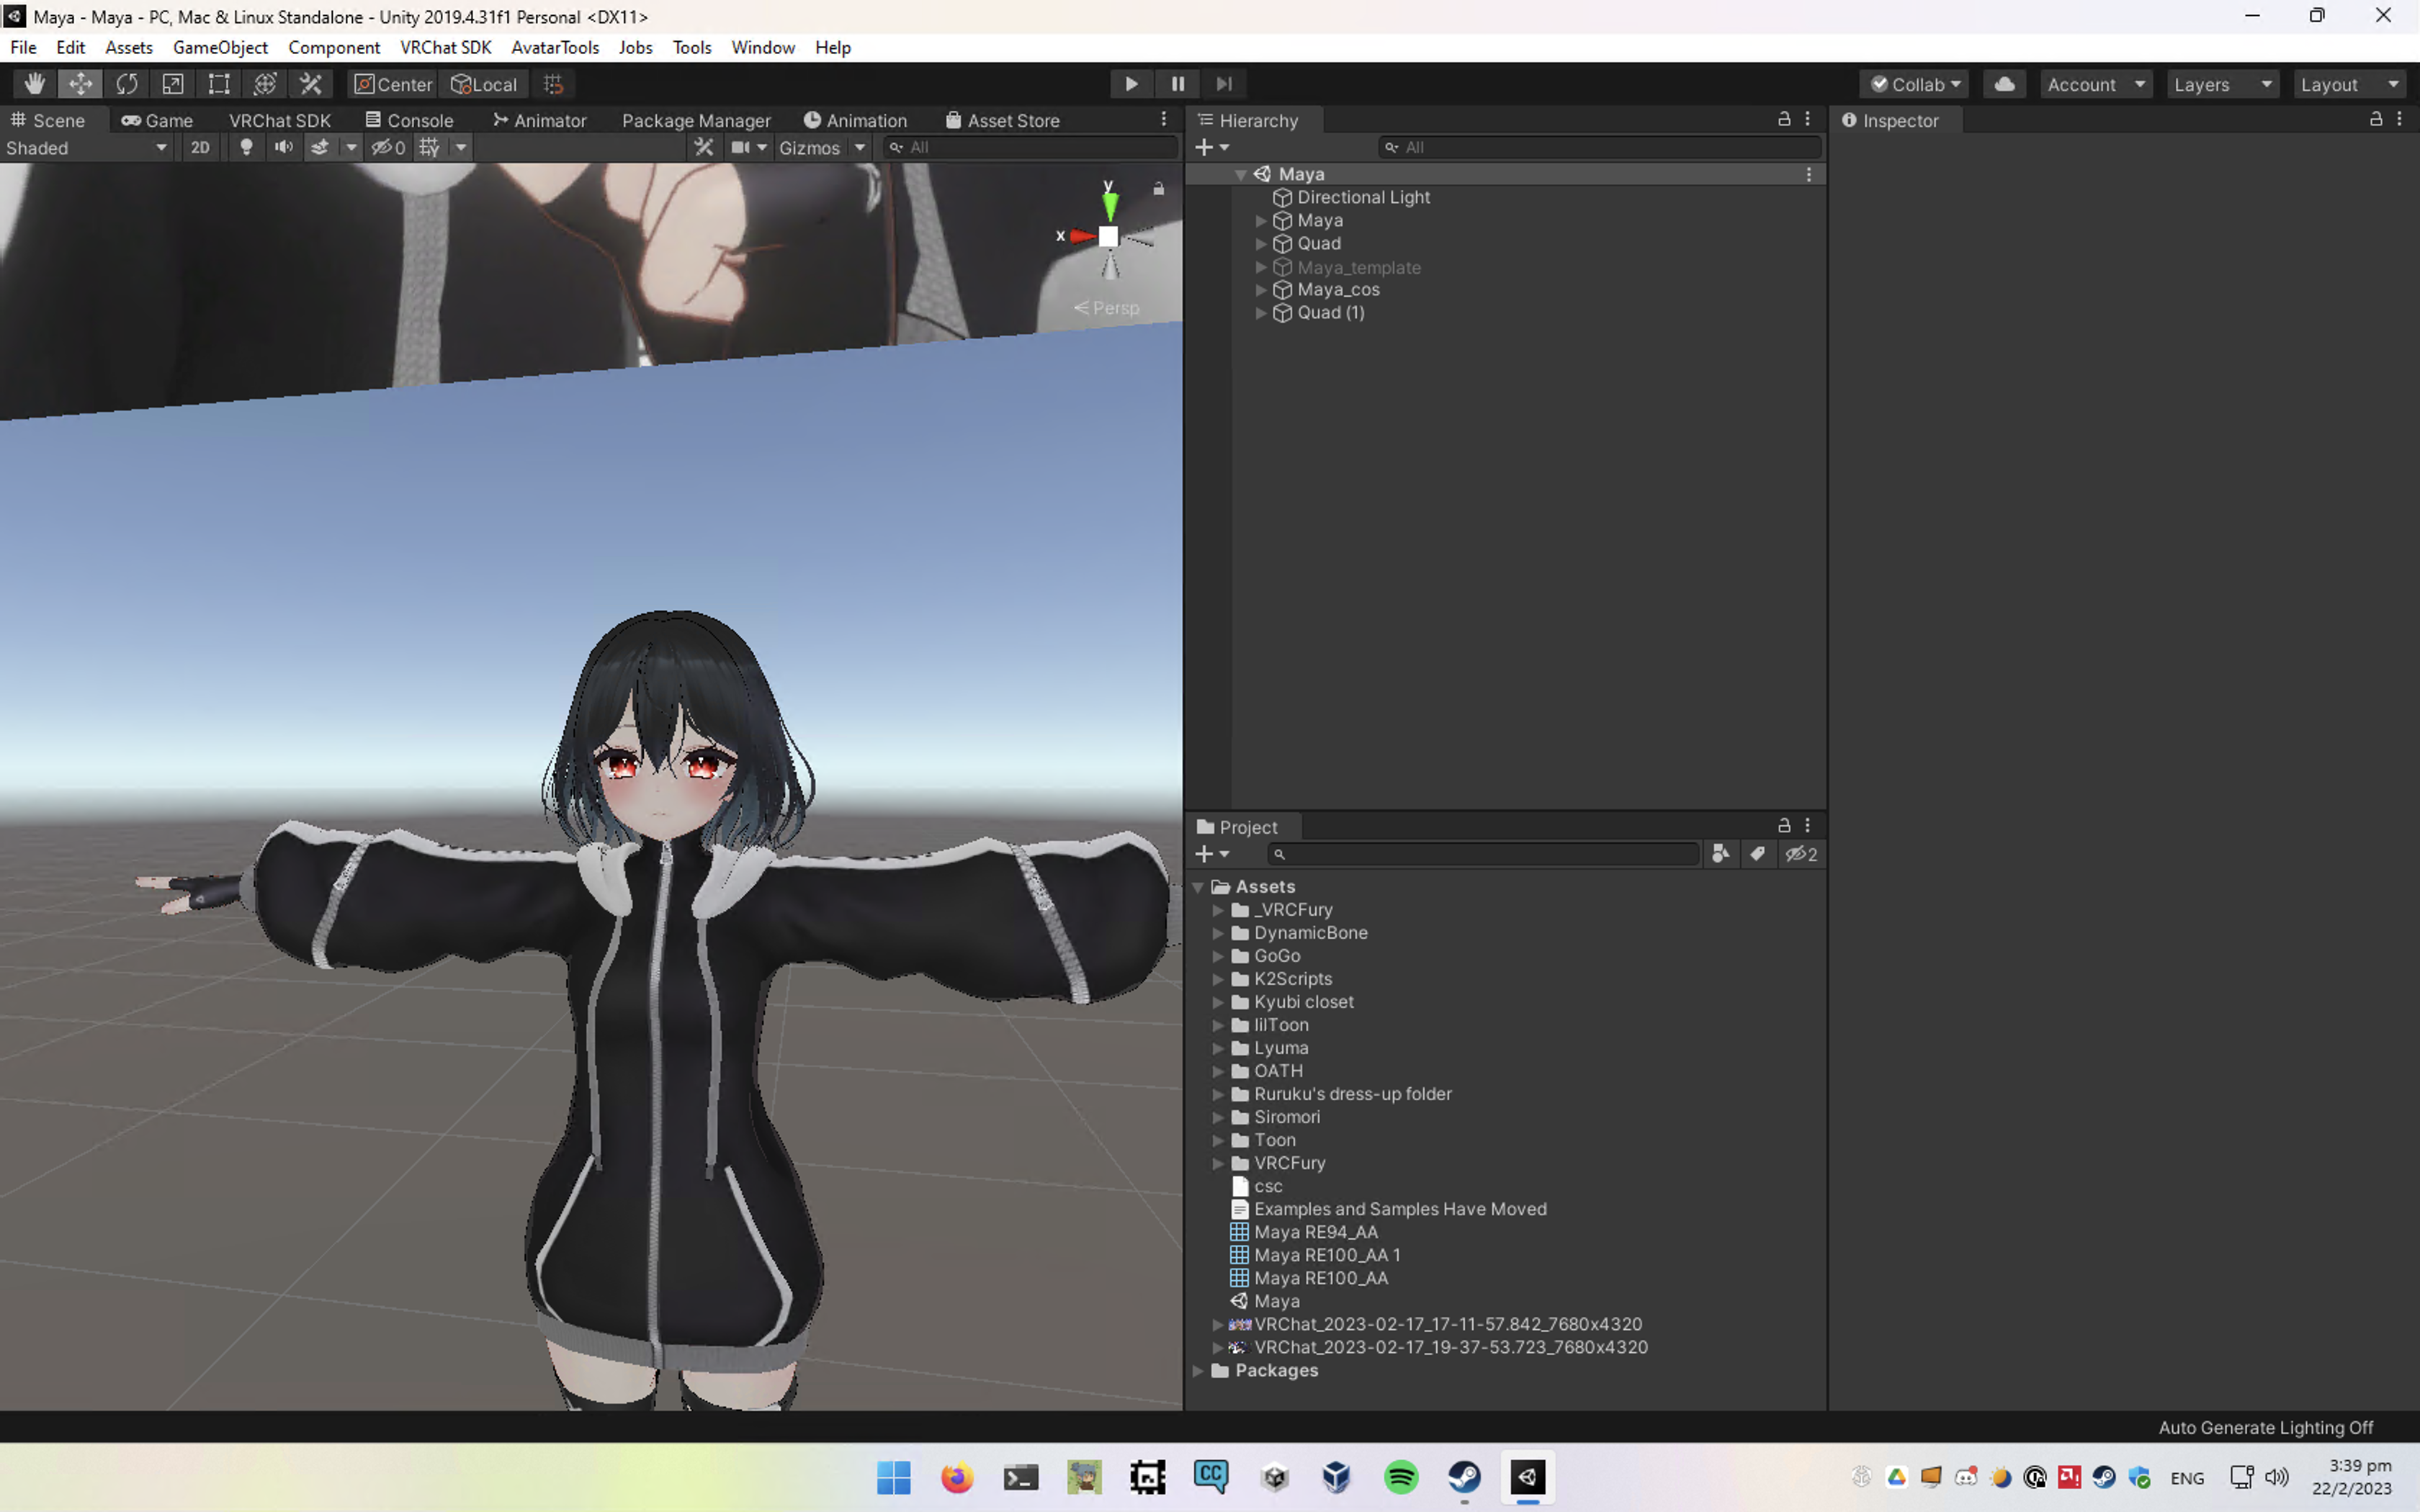 Maya - Maya - PC, Mac & Linux Standalone - Unity 2019.4.31f1 Personal <DX11>
File Edit Assets GameObject Component VRChat SDK AvatarTools Jobs Tools Window Help
Center Local Collab Account Layers Layout
Scene Game VRChat SDK Console Animator Package Manager Animation Asset Store
Shaded 2D 0 Gizmos All
y
x
Persp
Hierarchy
All
Maya
Directional Light
Maya
Quad
Maya_template
Maya_cos
Quad (1)
Inspector
Project
2
Assets
_VRCFury
DynamicBone
GoGo
K2Scripts
Kyubi closet
lilToon
Lyuma
OATH
Ruruku's dress-up folder
Siromori
Toon
VRCFury
csc
Examples and Samples Have Moved
Maya RE94_AA
Maya RE100_AA 1
Maya RE100_AA
Maya
VRChat_2023-02-17_17-11-57.842_7680x4320
VRChat_2023-02-17_19-37-53.723_7680x4320
Packages
Auto Generate Lighting Off
CC
ENG
3:39 pm
22/2/2023